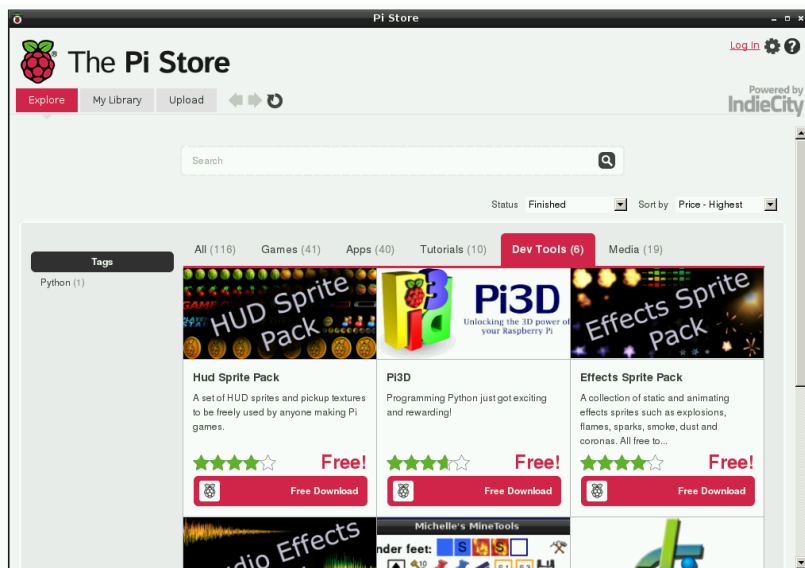 Pi Store
The Pi Store
Log In
Explore
My Library
Upload
Powered by
IndieCity
Search
Status
Finished
Sort by
Price - Highest
Tags
Python (1)
All (116)
Games (41)
Apps (40)
Tutorials (10)
Dev Tools (6)
Media (19)
HUD Sprite
Pack
Pi3D
Unlocking the 3D power of
your Raspberry Pi
Effects Sprite
Pack
Hud Sprite Pack
A set of HUD sprites and pickup textures
to be freely used by anyone making Pi
games.
Free!
Free Download
Pi3D
Programming Python just got exciting
and rewarding!
Free!
Free Download
Effects Sprite Pack
A collection of static and animating
effects sprites such as explosions,
flames, sparks, smoke, dust and
coronas. All free to...
Free!
Free Download
Effects
Michelle's MineTools
feet: